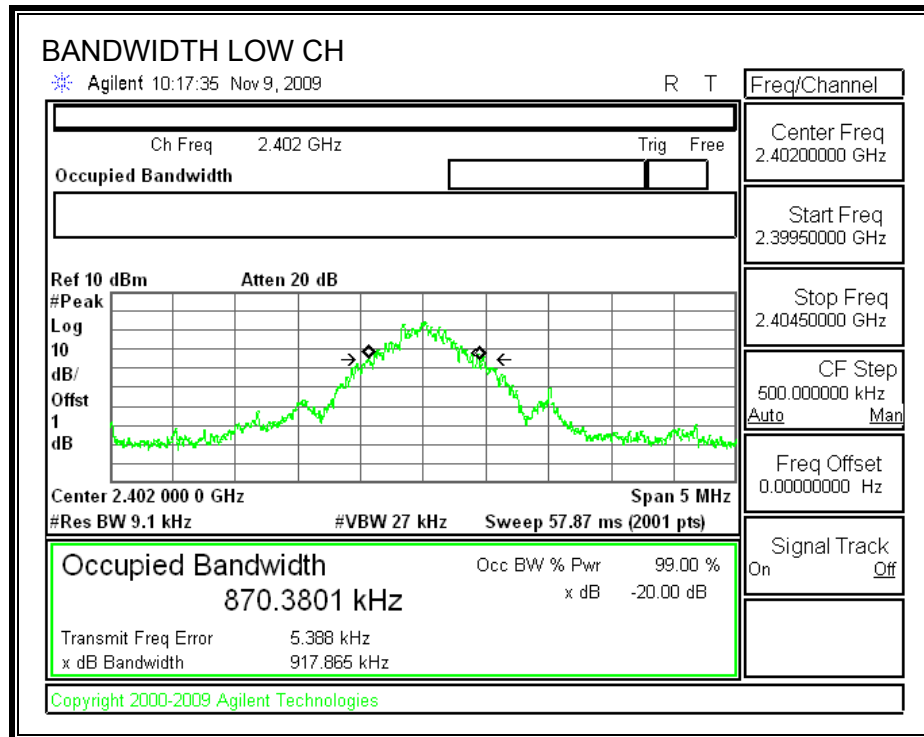 BANDWIDTH LOW CH
Agilent 10:17:35 Nov 9, 2009 R T
Ch Freq 2.402 GHz Trig Free
Occupied Bandwidth
Ref 10 dBm Atten 20 dB
#Peak
Log
10
dB/
Offst
1
dB
Center 2.402 000 0 GHz Span 5 MHz
#Res BW 9.1 kHz #VBW 27 kHz Sweep 57.87 ms (2001 pts)
Occupied Bandwidth Occ BW % Pwr 99.00 %
870.3801 kHz x dB -20.00 dB
Transmit Freq Error 5.388 kHz
x dB Bandwidth 917.865 kHz
Copyright 2000-2009 Agilent Technologies
Freq/Channel
Center Freq
2.40200000 GHz
Start Freq
2.39950000 GHz
Stop Freq
2.40450000 GHz
CF Step
500.000000 kHz
Auto Man
Freq Offset
0.00000000 Hz
Signal Track
On Off